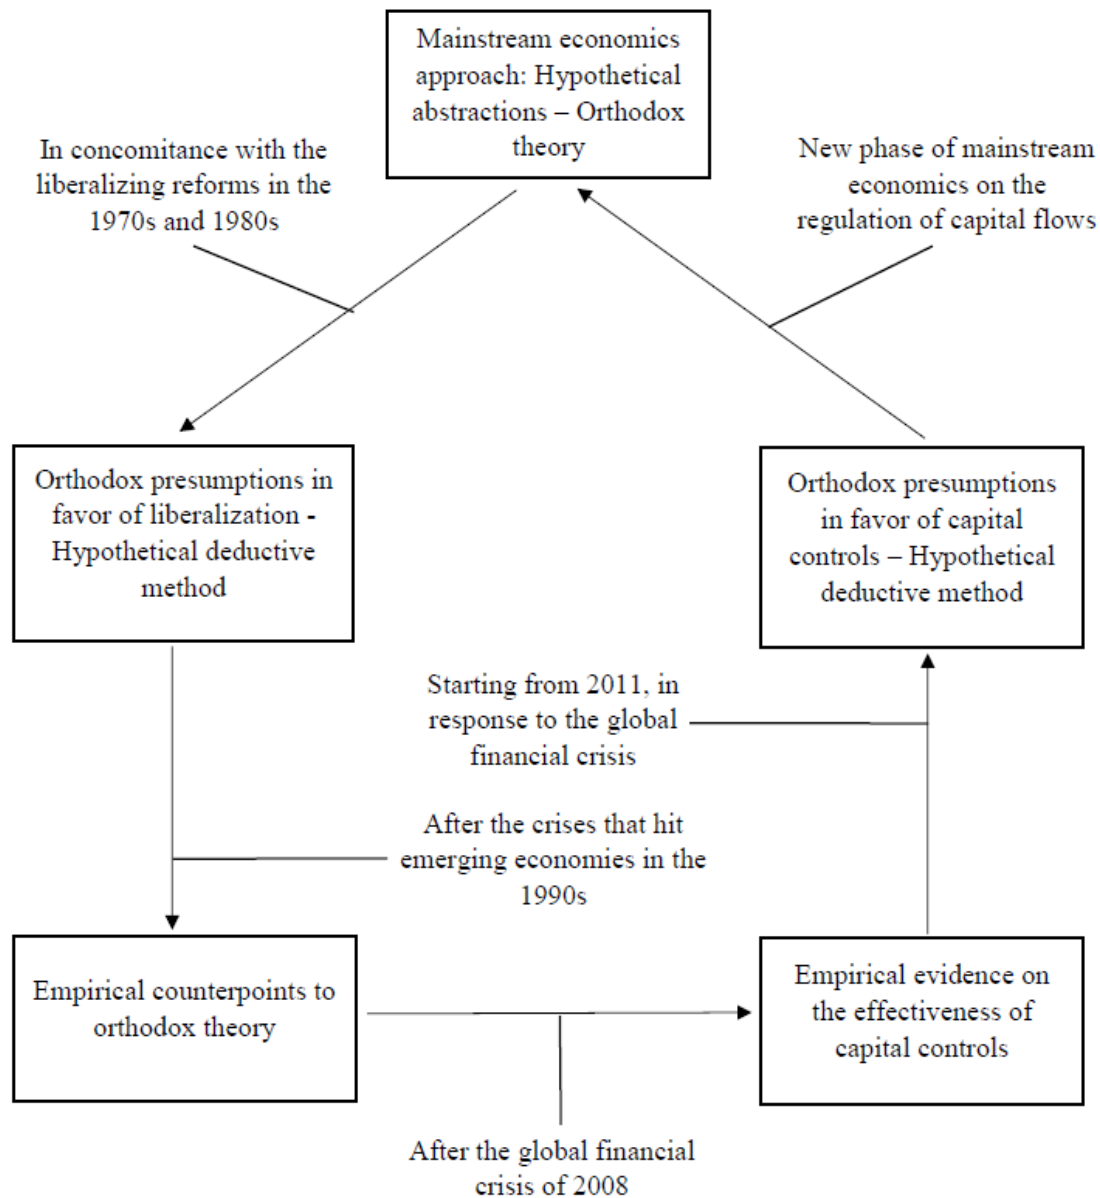 Mainstream economics
approach: Hypothetical
abstractions – Orthodox
theory
In concomitance with the
liberalizing reforms in the
1970s and 1980s
New phase of mainstream
economics on the
regulation of capital flows
Orthodox presumptions in
favor of liberalization -
Hypothetical deductive
method
Orthodox presumptions
in favor of capital
controls – Hypothetical
deductive method
Starting from 2011, in
response to the global
financial crisis
After the crises that hit
emerging economies in the
1990s
Empirical counterpoints to
orthodox theory
Empirical evidence on
the effectiveness of
capital controls
After the global financial
crisis of 2008